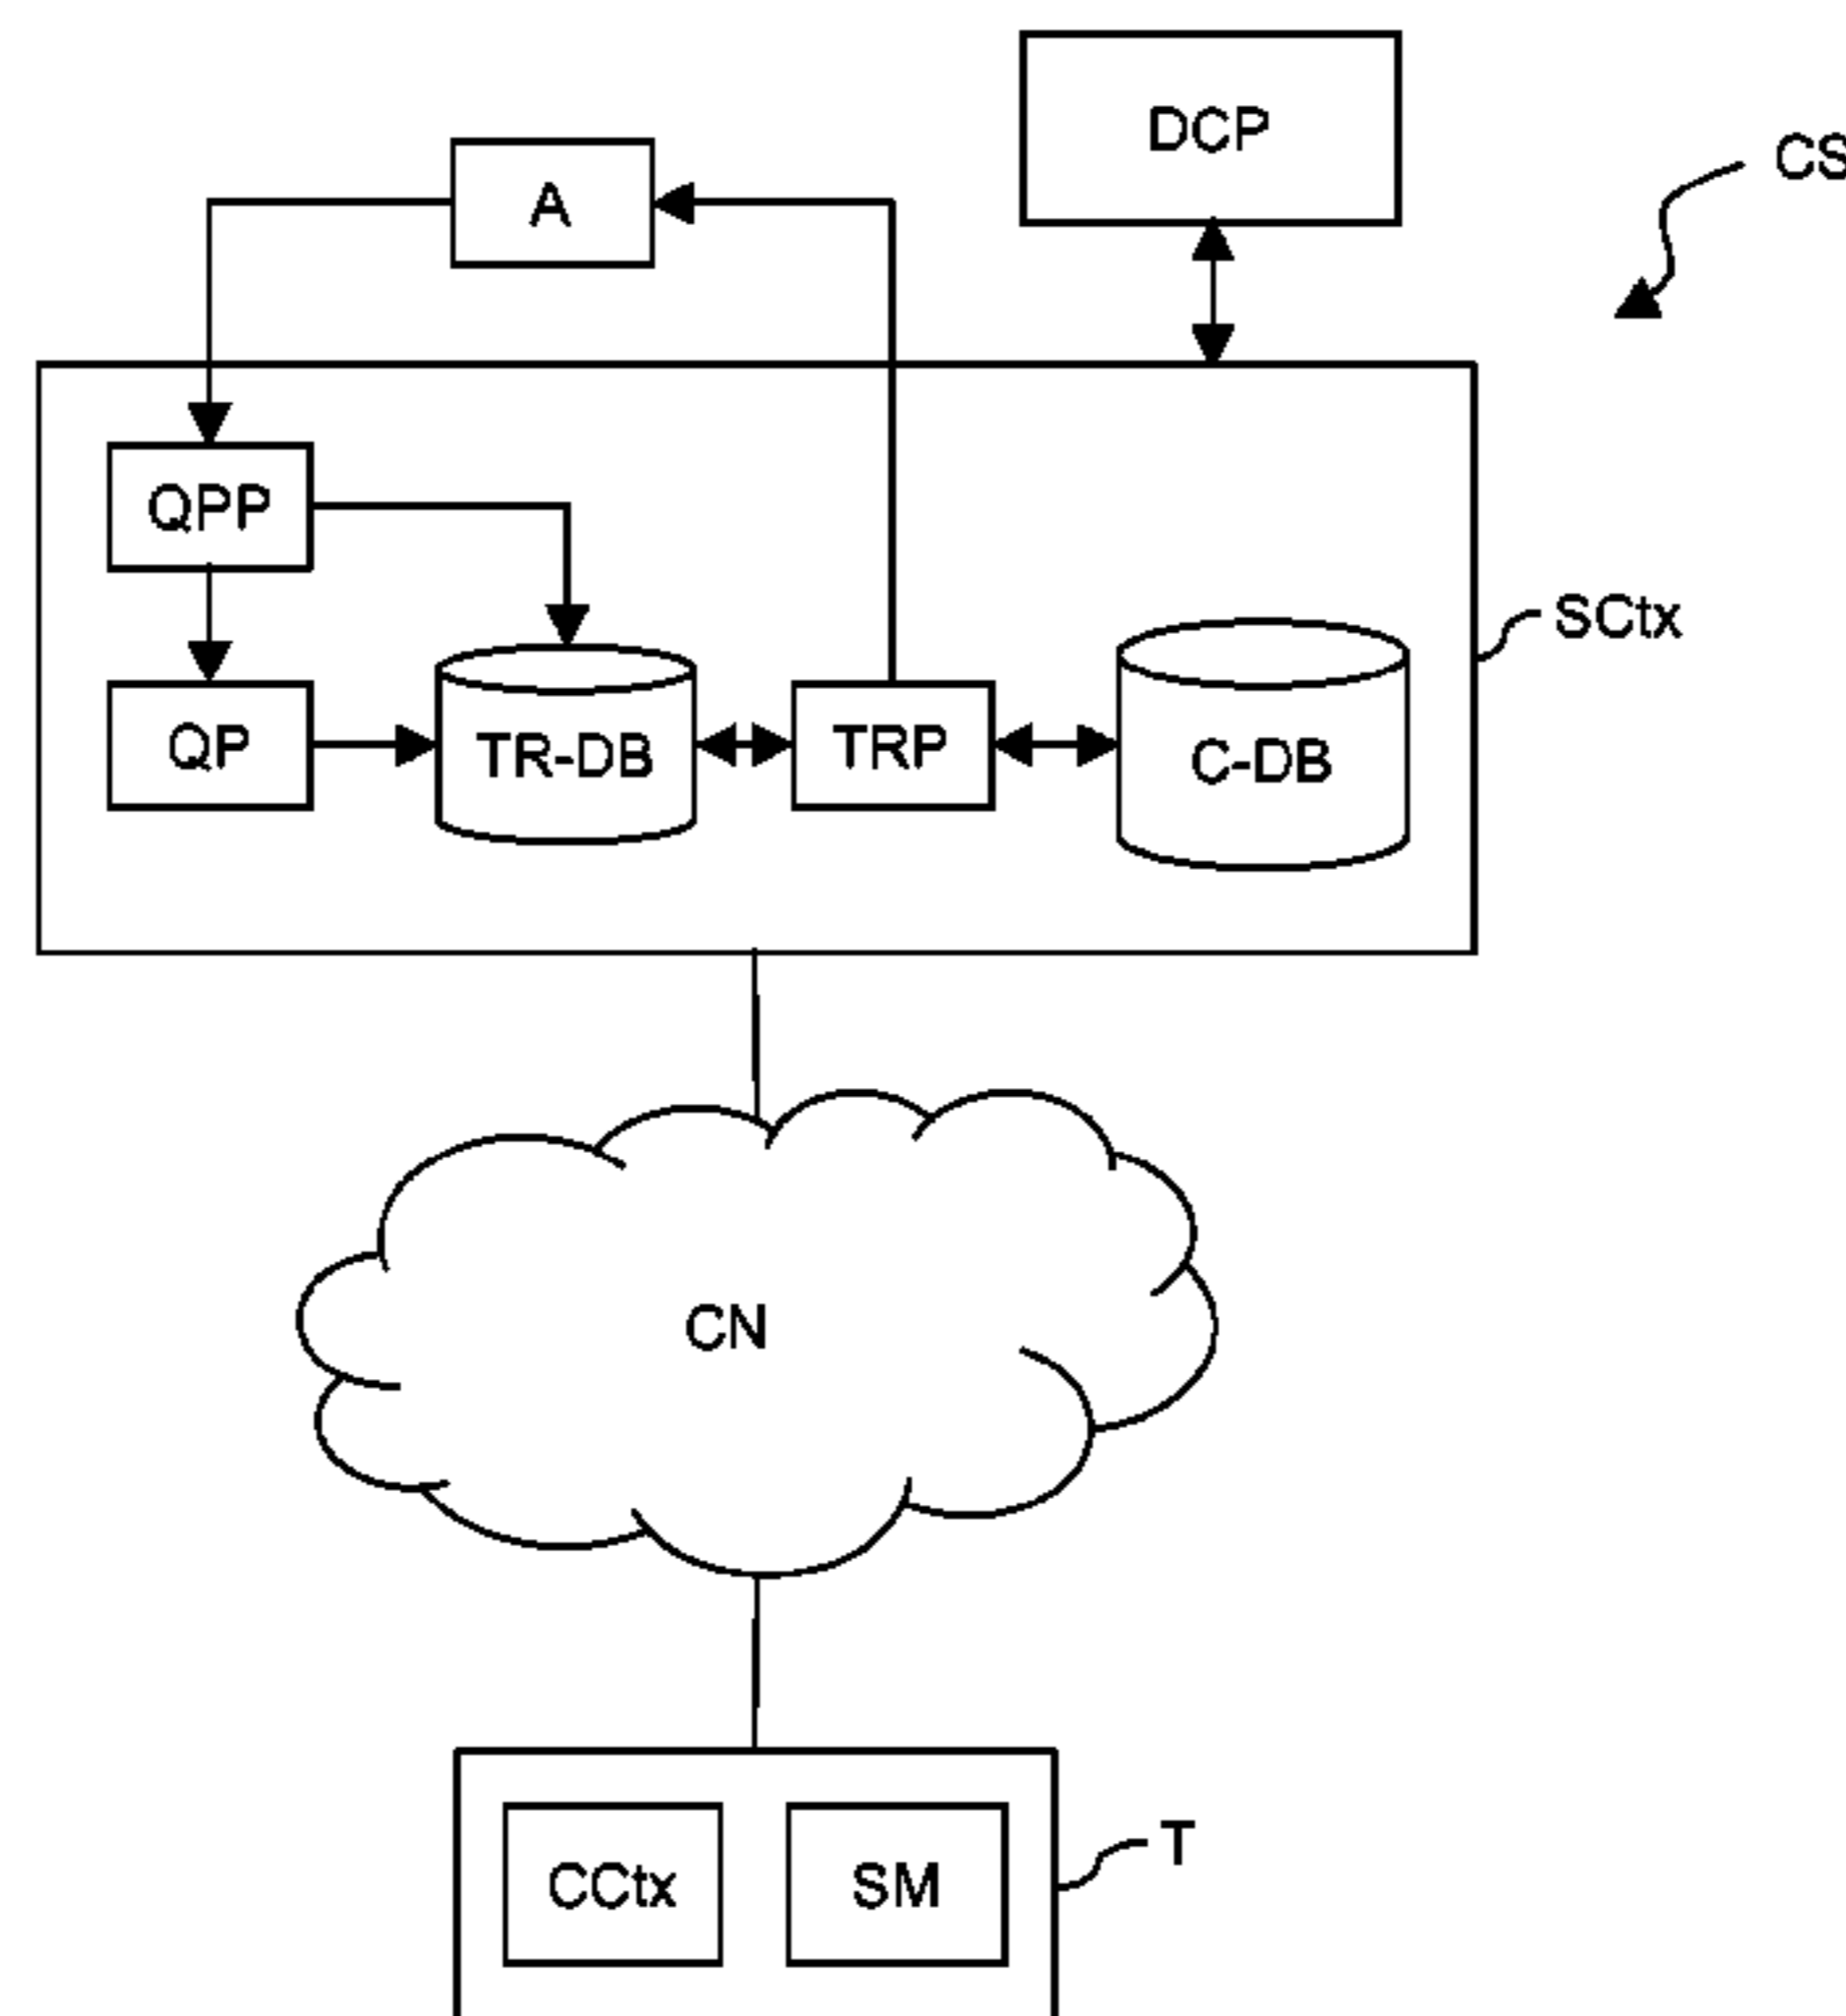 DCP
CS
A
QPP
SCtx
QP
TR-DB
TRP
C-DB
CN
T
CCtx
SM